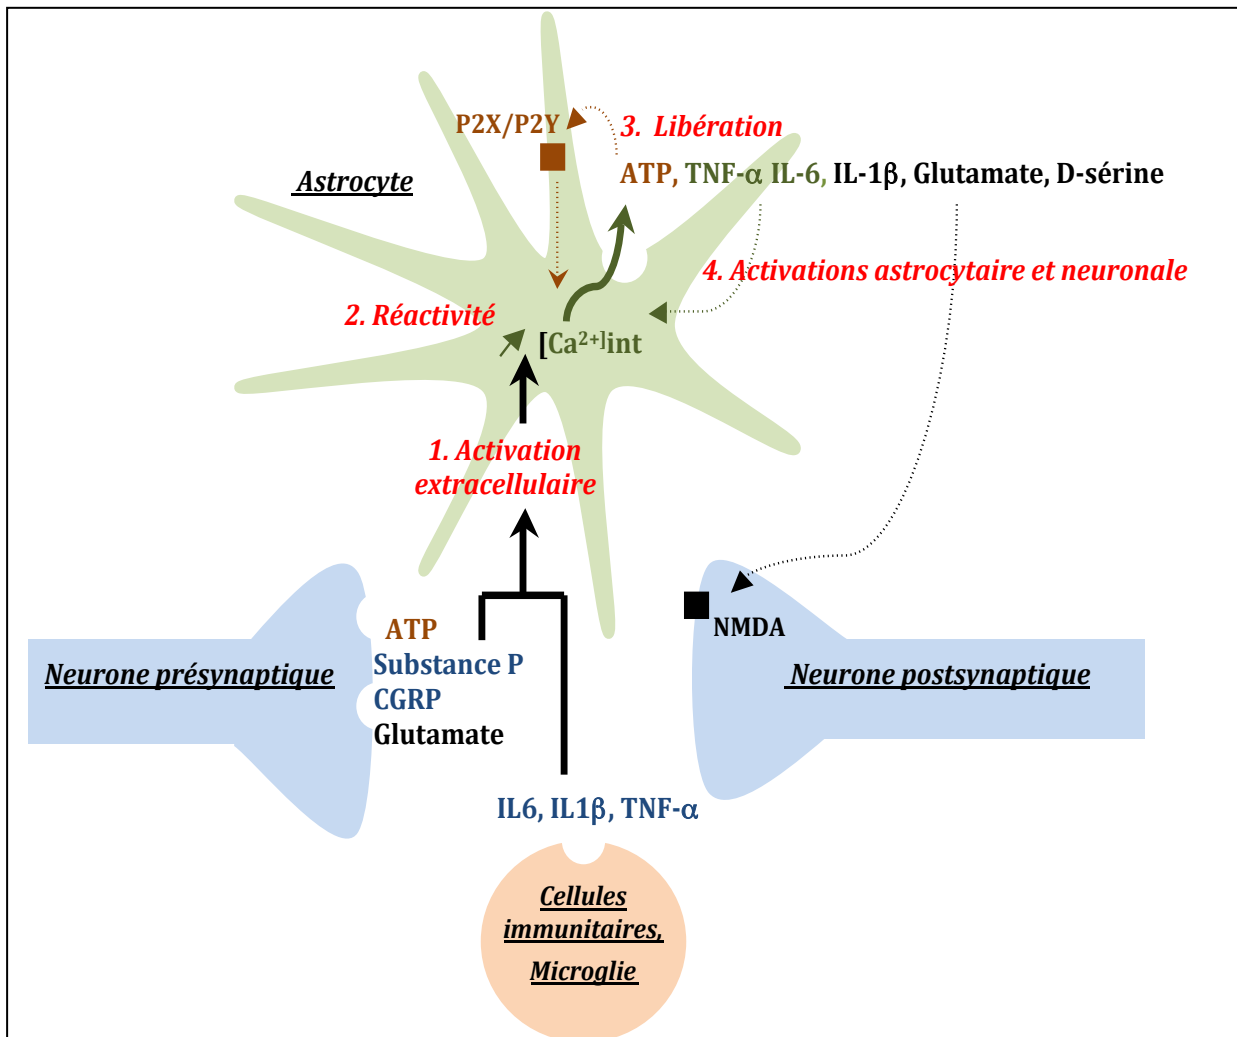 P2X/P2Y
3. Libération
ATP, TNF-α IL-6, IL-1β, Glutamate, D-sérine
Astrocyte
4. Activations astrocytaire et neuronale
2. Réactivité
[Ca²⁺]int
1. Activation
extracellulaire
ATP
Substance P
CGRP
Glutamate
Neurone présynaptique
NMDA
Neurone postsynaptique
IL6, IL1β, TNF-α
Cellules
immunitaires,
Microglie